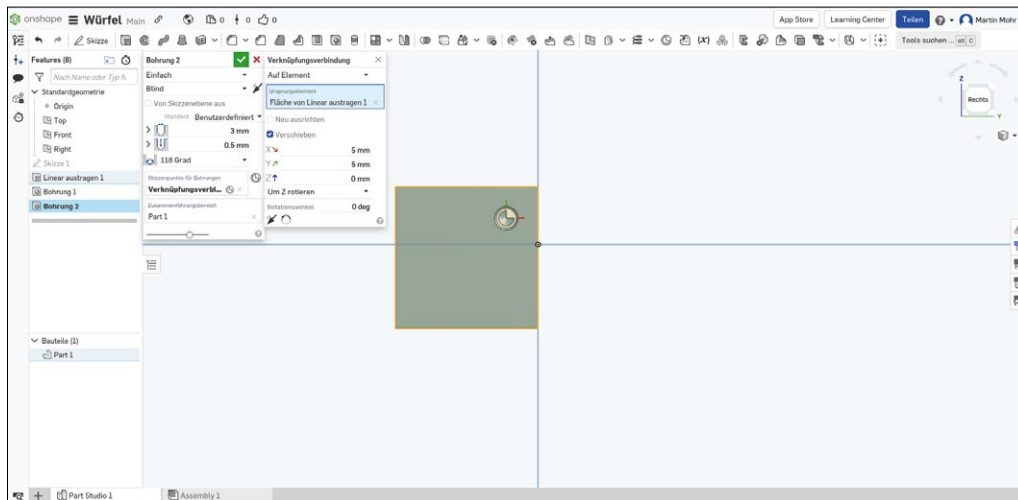 onshape Würfel Main 0 0 0 App Store Learning Center Teilen Martin Mohr
Skizze Tools suchen ... alt C
Features (8)
Nach Name oder Typ fi
Standardgeometrie
Origin
Top
Front
Right
Skizze 1
Linear austragen 1
Bohrung 1
Bohrung 2
Bohrung 2
Einfach
Blind
Von Skizzenebene aus
Standard Benutzerdefiniert
3 mm
0.5 mm
118 Grad
Skizzenpunkte für Bohrungen
Verknüpfungsverbi...
Zusammenführungsbereich
Part 1
Verknüpfungsverbindung
Auf Element
Ursprungselement
Fläche von Linear austragen 1
Neu ausrichten
Verschieben
X 5 mm
Y 5 mm
Z 0 mm
Um Z rotieren
Rotationswinkel 0 deg
Z
Rechts
Y
Bauteile (1)
Part 1
Part Studio 1 Assembly 1